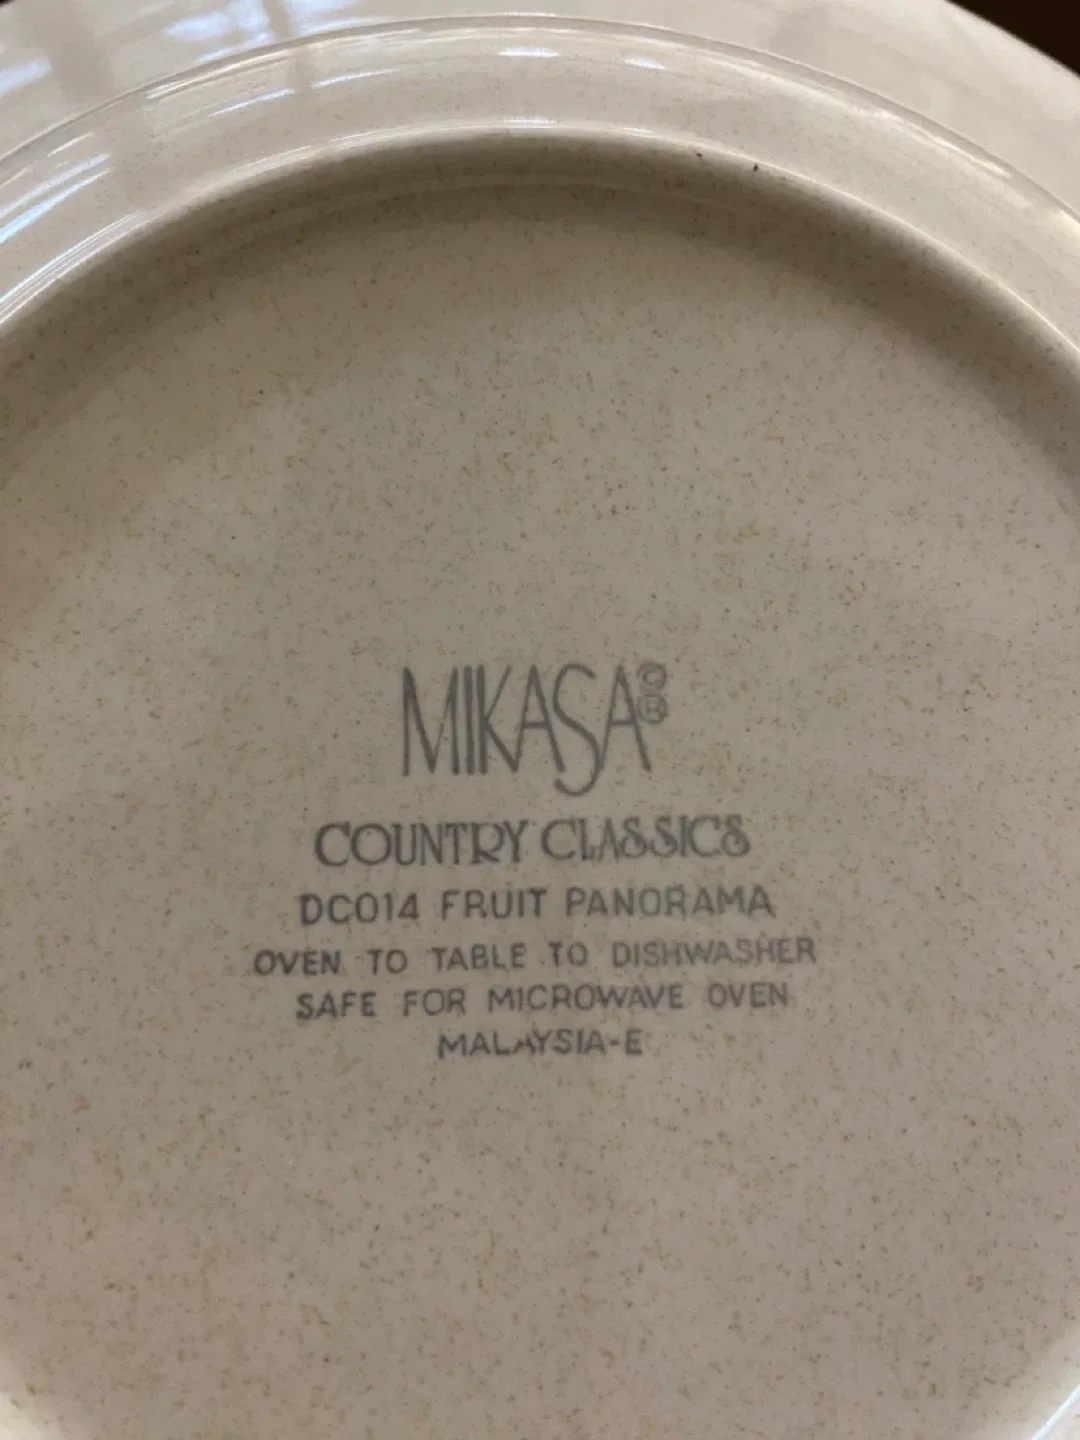 MIKASA © ®
COUNTRY CLASSICS
DC014 FRUIT PANORAMA
OVEN TO TABLE TO DISHWASHER
SAFE FOR MICROWAVE OVEN
MALAYSIA-E